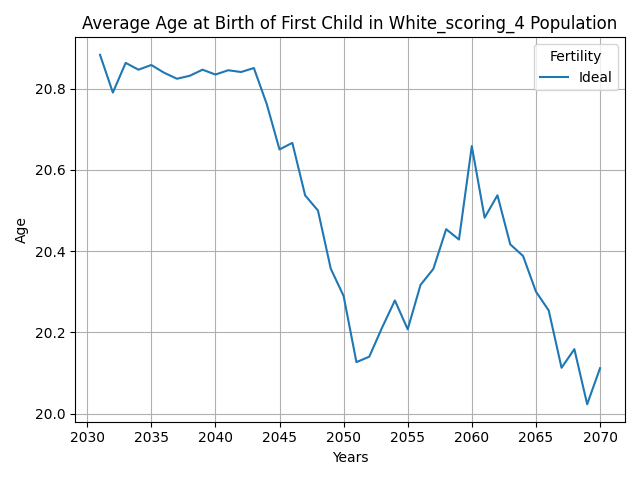 Average Age at Birth of First Child in White_scoring_4 Population
Fertility
Ideal
20.8
20.6
20.4
20.2
20.0
Age
2030 2035 2040 2045 2050 2055 2060 2065 2070
Years